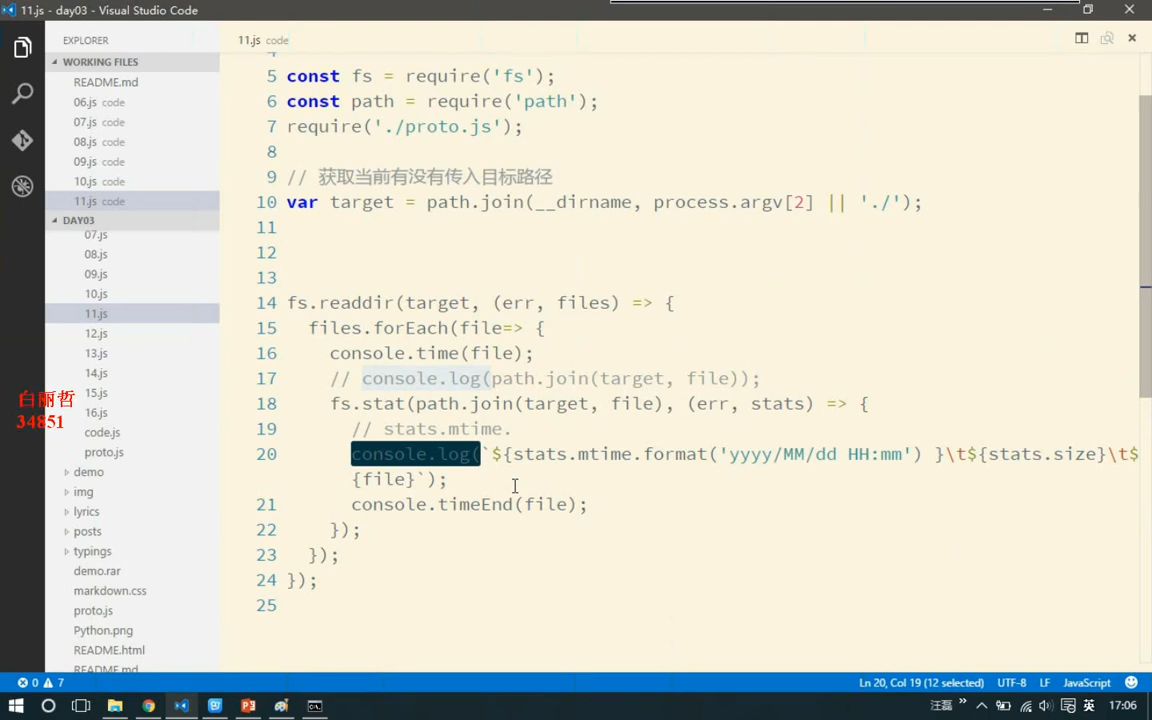 11.js - day03 - Visual Studio Code
EXPLORER
WORKING FILES
README.md
06.js code
07.js code
08.js code
09.js code
10.js code
11.js code
DAY03
07.js
08.js
09.js
10.js
11.js
12.js
13.js
14.js
15.js
16.js
code.js
proto.js
demo
img
lyrics
posts
typings
demo.rar
markdown.css
proto.js
Python.png
README.html
README.md
白丽哲
34851
11.js code
4
5 const fs = require('fs');
6 const path = require('path');
7 require('./proto.js');
8
9 // 获取当前有没有传入目标路径
10 var target = path.join(__dirname, process.argv[2] || './');
11
12
13
14 fs.readdir(target, (err, files) => {
15 files.forEach(file=> {
16 console.time(file);
17 // console.log(path.join(target, file));
18 fs.stat(path.join(target, file), (err, stats) => {
19 // stats.mtime.
20 console.log(`${stats.mtime.format('yyyy/MM/dd HH:mm') }\t${stats.size}\t$
{file}`);
21 console.timeEnd(file);
22 });
23 });
24 });
25
0 7
Ln 20, Col 19 (12 selected) UTF-8 LF JavaScript
汪磊 英 17:06